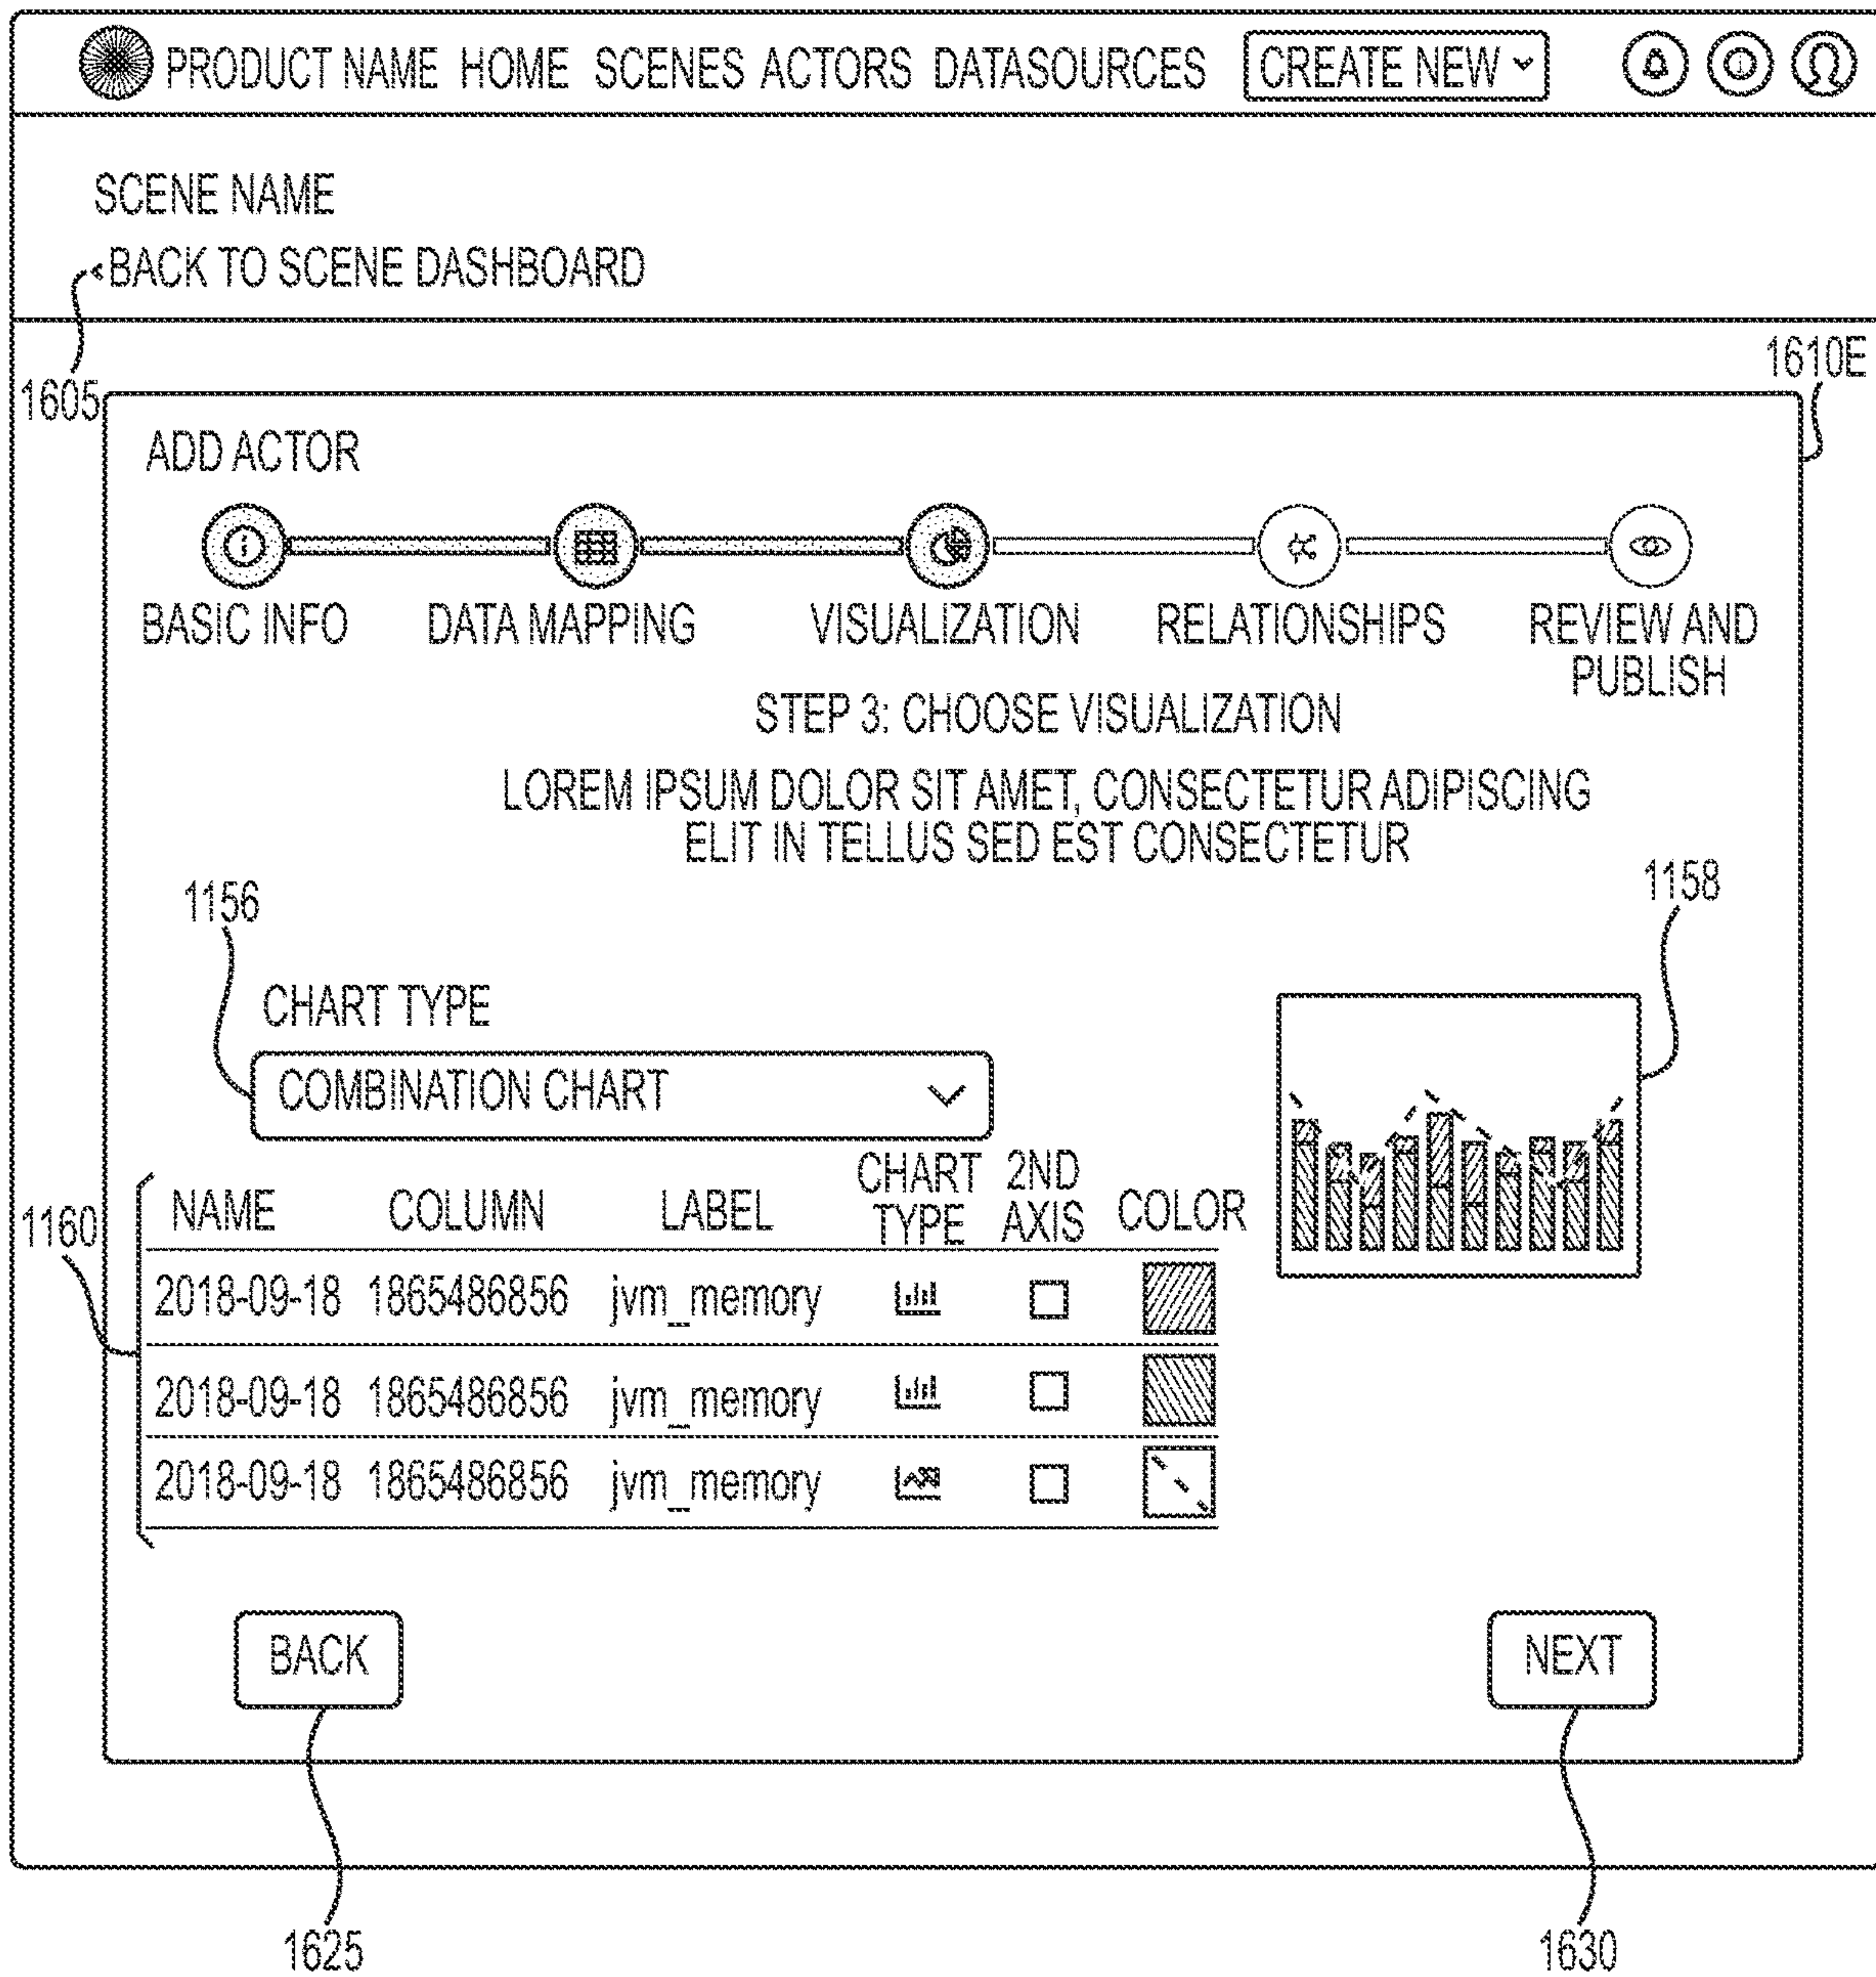 PRODUCT NAME HOME SCENES ACTORS DATASOURCES CREATE NEW
SCENE NAME
BACK TO SCENE DASHBOARD
1605
1610E
ADD ACTOR
BASIC INFO DATA MAPPING VISUALIZATION RELATIONSHIPS REVIEW AND
PUBLISH
STEP 3: CHOOSE VISUALIZATION
LOREM IPSUM DOLOR SIT AMET, CONSECTETUR ADIPISCING
ELIT IN TELLUS SED EST CONSECTETUR
1156
1158
CHART TYPE
COMBINATION CHART
1160
NAME COLUMN LABEL CHART TYPE 2ND AXIS COLOR
2018-09-18 1865486856 jvm_memory
2018-09-18 1865486856 jvm_memory
2018-09-18 1865486856 jvm_memory
BACK NEXT
1625 1630